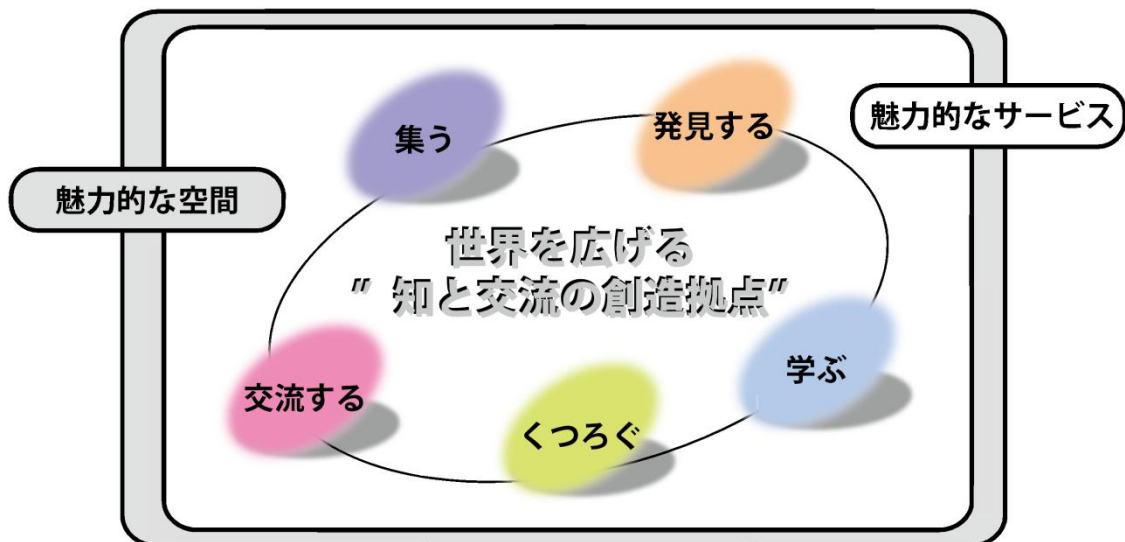 集う
発見する
魅力的なサービス
魅力的な空間
世界を広げる
”知と交流の創造拠点”
学ぶ
交流する
くつろぐ